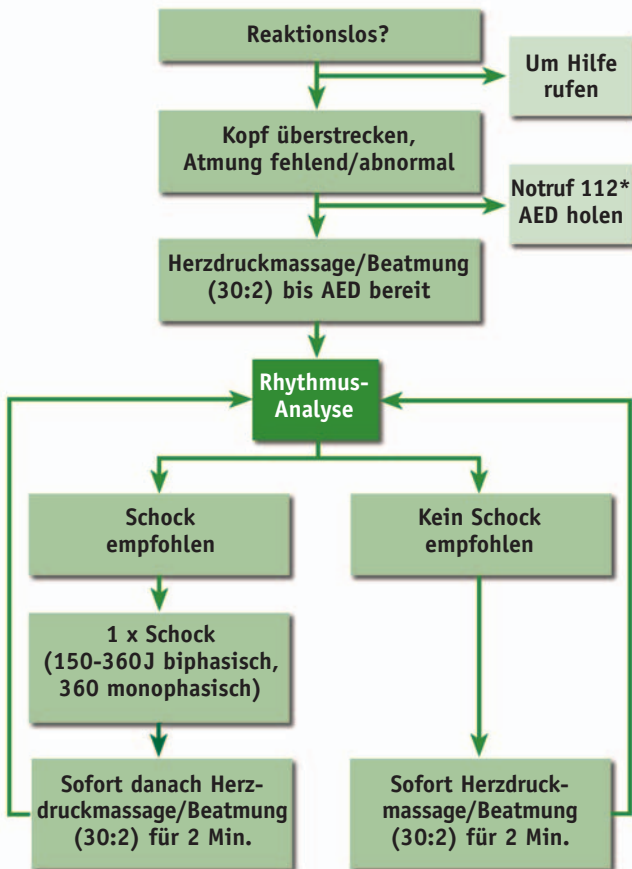 Reaktionslos?
Um Hilfe
rufen
Kopf überstrecken,
Atmung fehlend/abnormal
Notruf 112*
AED holen
Herzdruckmassage/Beatmung
(30:2) bis AED bereit
Rhythmus-
Analyse
Schock
empfohlen
Kein Schock
empfohlen
1 x Schock
(150-360J biphasisch,
360 monophasisch)
Sofort danach Herz-
druckmassage/Beatmung
(30:2) für 2 Min.
Sofort Herzdruck-
massage/Beatmung
(30:2) für 2 Min.